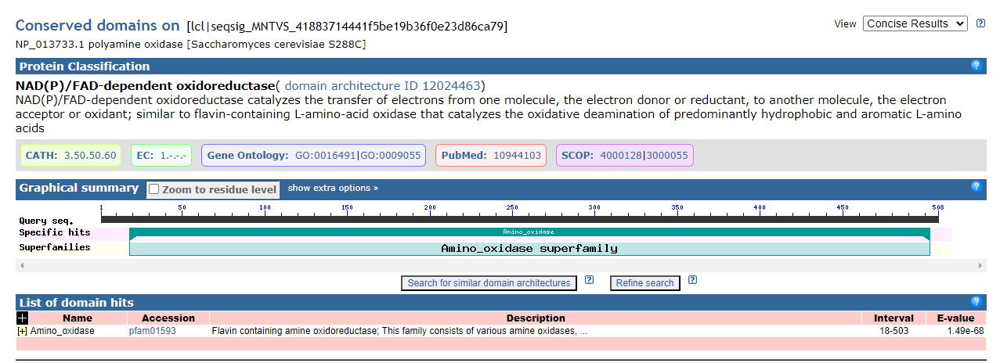 Conserved domains on [lcl|seqsig_MNTVS_41883714441f5be19b36f0e23d86ca79]
View Concise Results ?
NP_013733.1 polyamine oxidase [Saccharomyces cerevisiae S288C]
Protein Classification ?
NAD(P)/FAD-dependent oxidoreductase( domain architecture ID 12024463)
NAD(P)/FAD-dependent oxidoreductase catalyzes the transfer of electrons from one molecule, the electron donor or reductant, to another molecule, the electron
acceptor or oxidant; similar to flavin-containing L-amino-acid oxidase that catalyzes the oxidative deamination of predominantly hydrophobic and aromatic L-amino
acids
CATH: 3.50.50.60 EC: 1.-.-.- Gene Ontology: GO:0016491|GO:0009055 PubMed: 10944103 SCOP: 4000128|3000055
Graphical summary Zoom to residue level show extra options » ?
1 50 100 150 200 250 300 350 400 450 508
Query seq.
Specific hits Amino_oxidase
Superfamilies Amino_oxidase superfamily
Search for similar domain architectures ? Refine search ?
List of domain hits ?
+ Name Accession Description Interval E-value
[+] Amino_oxidase pfam01593 Flavin containing amine oxidoreductase; This family consists of various amine oxidases, ... 18-503 1.49e-68